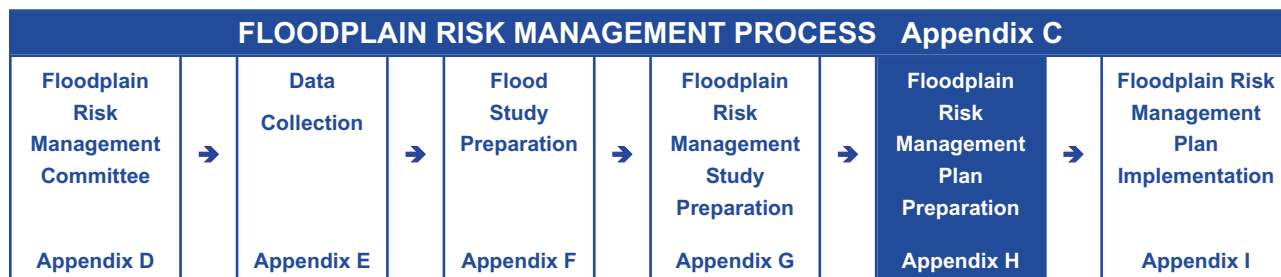 FLOODPLAIN RISK MANAGEMENT PROCESS Appendix C
Floodplain
Risk
Management
Committee
Appendix D
➔
Data
Collection
Appendix E
➔
Flood
Study
Preparation
Appendix F
➔
Floodplain
Risk
Management
Study
Preparation
Appendix G
➔
Floodplain
Risk
Management
Plan
Preparation
Appendix H
➔
Floodplain Risk
Management
Plan
Implementation
Appendix I